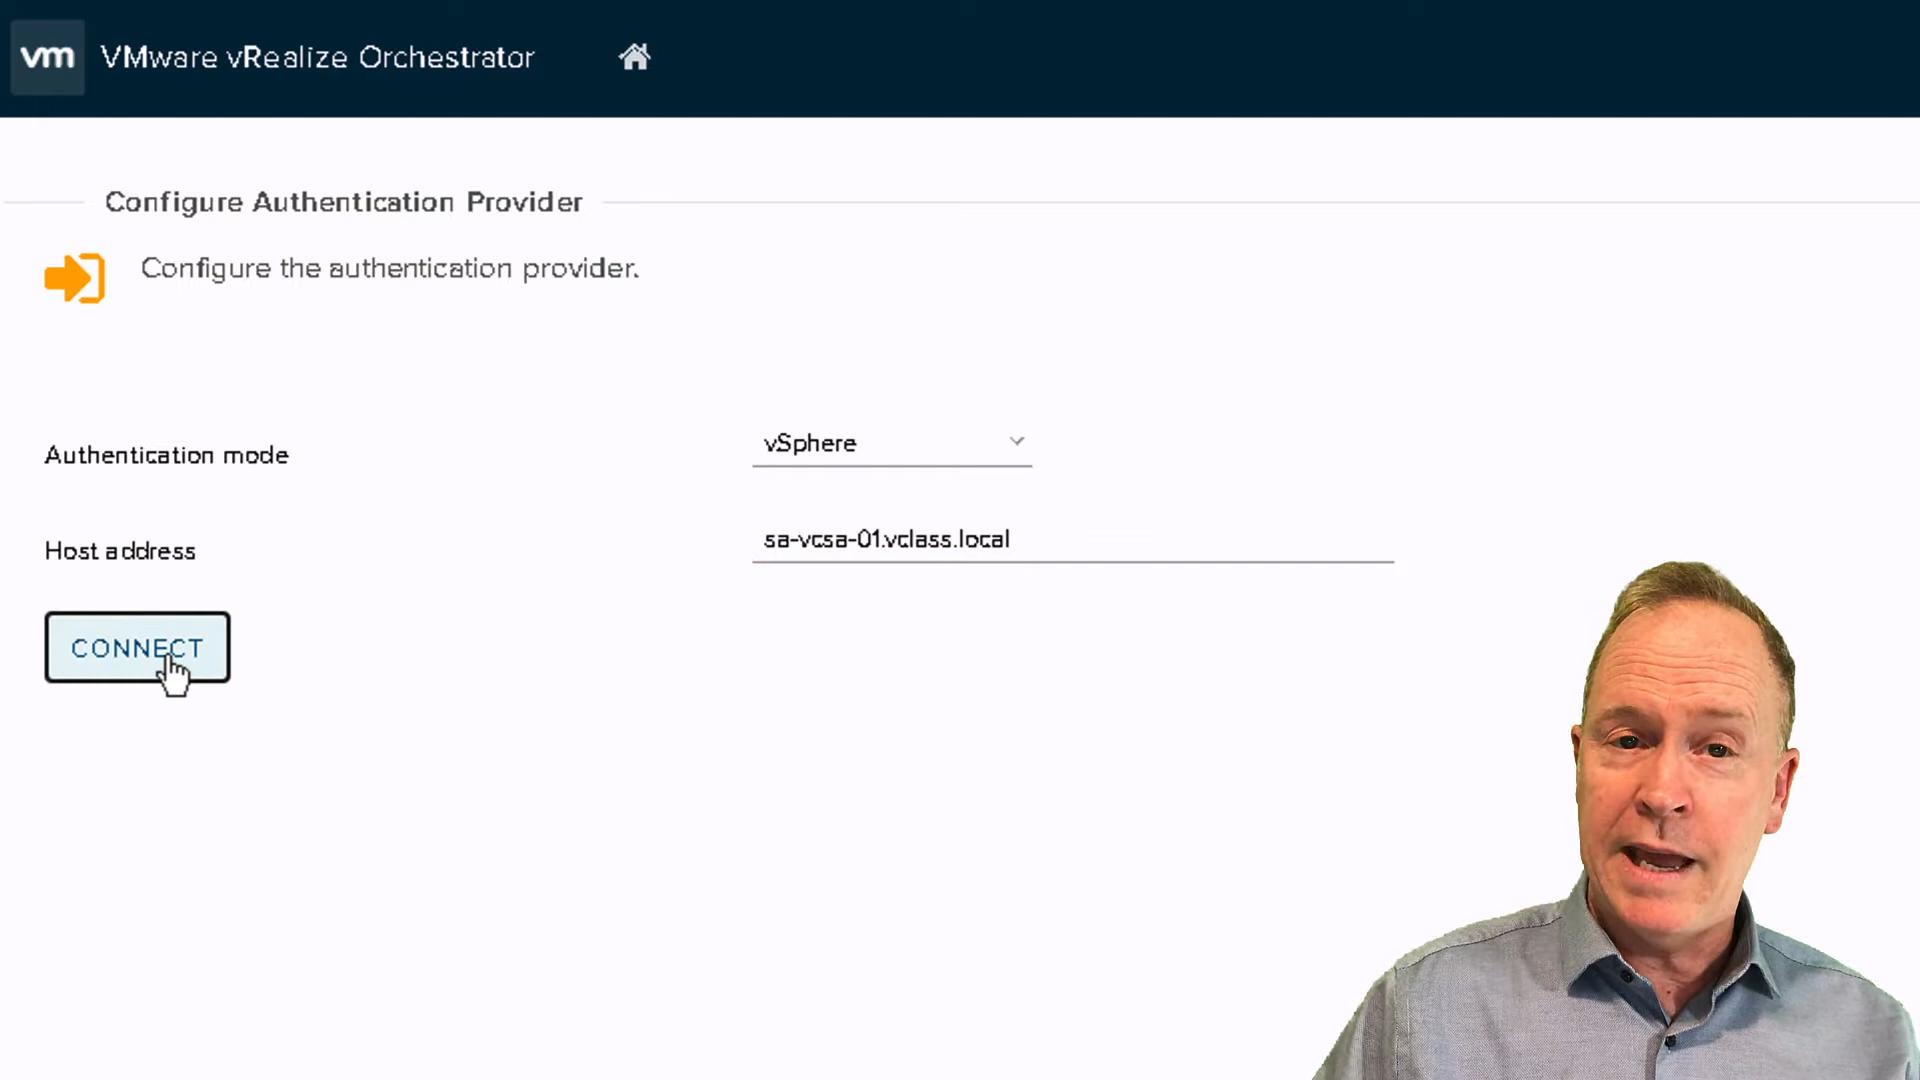 vm VMware vRealize Orchestrator
Configure Authentication Provider
Configure the authentication provider.
Authentication mode
vSphere
Host address
sa-vcsa-01.vclass.local
CONNECT